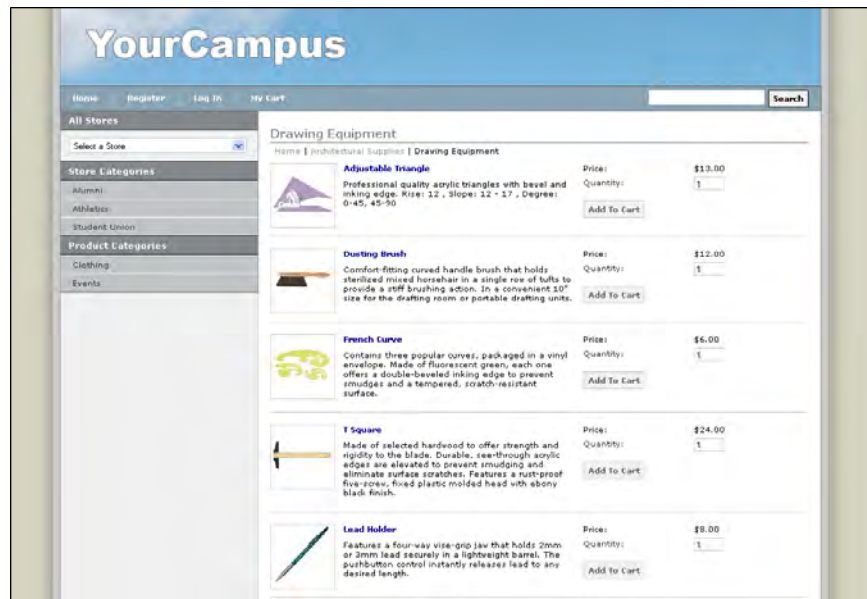 YourCampus
Home Register Log In My Cart
Search
All Stores
Select a Store
Store Categories
Alumni
Athletics
Student Union
Product Categories
Clothing
Events
Drawing Equipment
Home | Architectural Supplies | Drawing Equipment
Adjustable Triangle
Professional quality acrylic triangles with bevel and
inking edge. Rise: 12 , Slope: 12 - 17 , Degree:
0-45, 45-90
Price: $13.00
Quantity: 1
Add To Cart
Dusting Brush
Comfort-fitting curved handle brush that holds
sterilized mixed horsehair in a single row of tufts to
provide a stiff brushing action. In a convenient 10"
size for the drafting room or portable drafting units.
Price: $12.00
Quantity: 1
Add To Cart
French Curve
Contains three popular curves, packaged in a vinyl
envelope. Made of fluorescent green, each one
offers a double-beveled inking edge to prevent
smudges and a tempered, scratch-resistant
surface.
Price: $6.00
Quantity: 1
Add To Cart
T Square
Made of selected hardwood to offer strength and
rigidity to the blade. Durable, see-through acrylic
edges are elevated to prevent smudging and
eliminate surface scratches. Features a rust-proof
five-screw, fixed plastic molded head with ebony
black finish.
Price: $24.00
Quantity: 1
Add To Cart
Lead Holder
Features a four-way vise-grip jaw that holds 2mm
or 3mm lead securely in a lightweight barrel. The
pushbutton control instantly releases lead to any
desired length.
Price: $8.00
Quantity: 1
Add To Cart